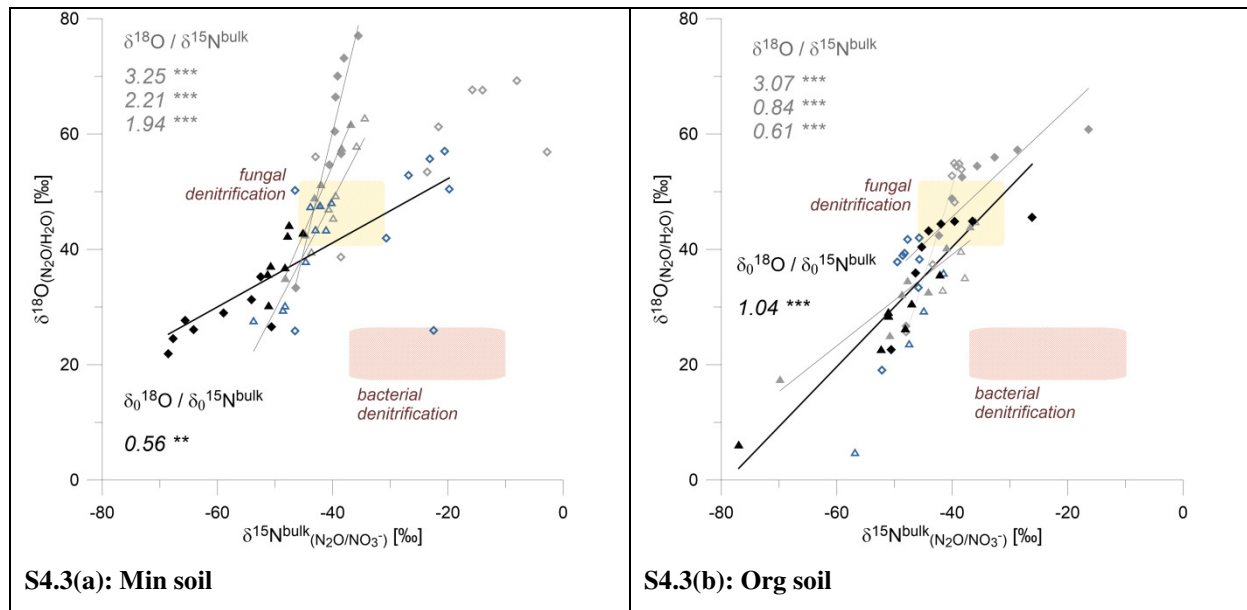 80
δ18O / δ15Nbulk
3.25 ***
2.21 ***
1.94 ***
60
fungal
denitrification
40
20
δ018O / δ015Nbulk
0.56 **
bacterial
denitrification
0
δ18O(N2O/H2O) [‰]
-80 -60 -40 -20 0
δ15Nbulk(N2O/NO3-) [‰]
S4.3(a): Min soil
80
δ18O / δ15Nbulk
3.07 ***
0.84 ***
0.61 ***
60
fungal
denitrification
δ018O / δ015Nbulk
40
1.04 ***
20
bacterial
denitrification
0
δ18O(N2O/H2O) [‰]
-80 -60 -40 -20 0
δ15Nbulk(N2O/NO3-) [‰]
S4.3(b): Org soil